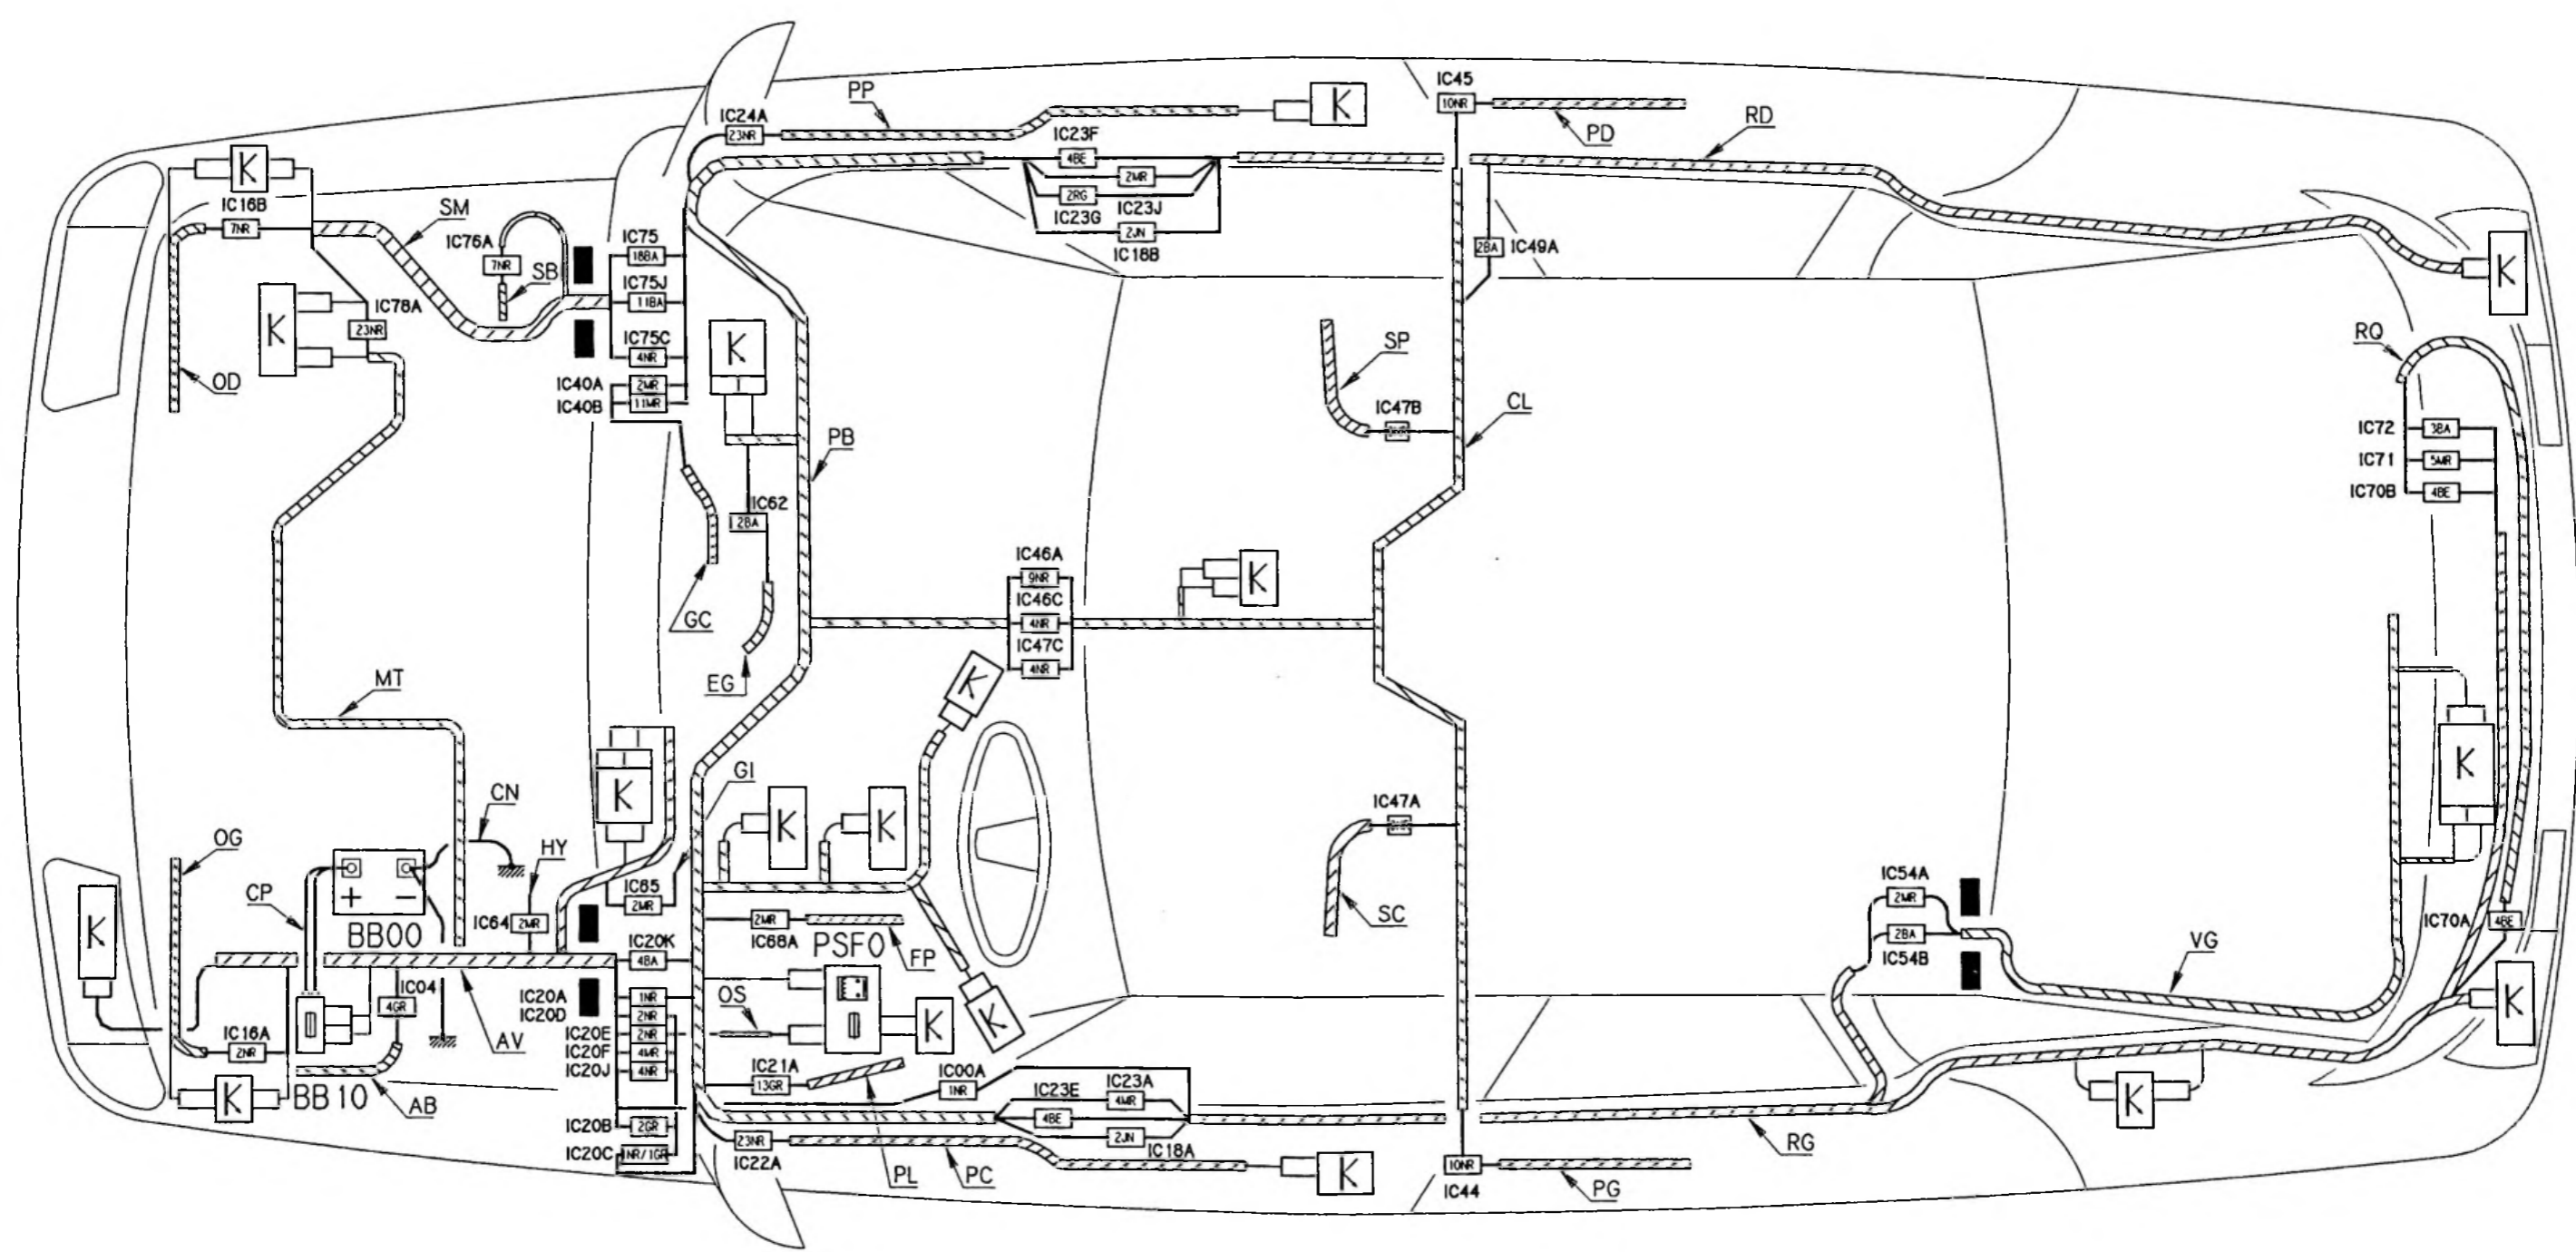 IC45
10NR
PP
IC24A
23NR
PD
RD
IC23F
4BE
2MR
2RG
IC23G
IC23J
2JN
IC18B
K
K
IC16B
7NR
SM
IC76A
7NR
SB
IC75
18BA
IC75J
11BA
IC75C
4NR
IC40A
2MR
IC40B
11MR
IC78A
23NR
K
K
OD
2BA
IC49A
K
SP
IC47B
CL
RQ
IC72
3BA
IC71
5MR
IC70B
4BE
PB
IC62
2BA
GC
EG
IC46A
9NR
IC46C
4NR
IC47C
4NR
K
MT
K
K
GI
K
K
K
CN
OG
CP
HY
BB00
+
−
IC64
2MR
IC65
2MR
IC47A
SC
K
IC54A
2MR
2BA
IC54B
VG
IC70A
4BE
K
2MR
IC68A
FP
PSF0
IC20K
4BA
IC04
4GR
IC20A
1NR
IC20D
2NR
IC20E
2NR
IC20F
4MR
IC20J
4NR
AV
OS
K
K
IC16A
2NR
K
BB10
AB
IC21A
13GR
PL
IC00A
1NR
IC23E
4BE
IC23A
4MR
2JN
IC18A
IC20B
2GR
IC20C
1NR/1GR
23NR
IC22A
PC
K
10NR
IC44
PG
RG
K
K